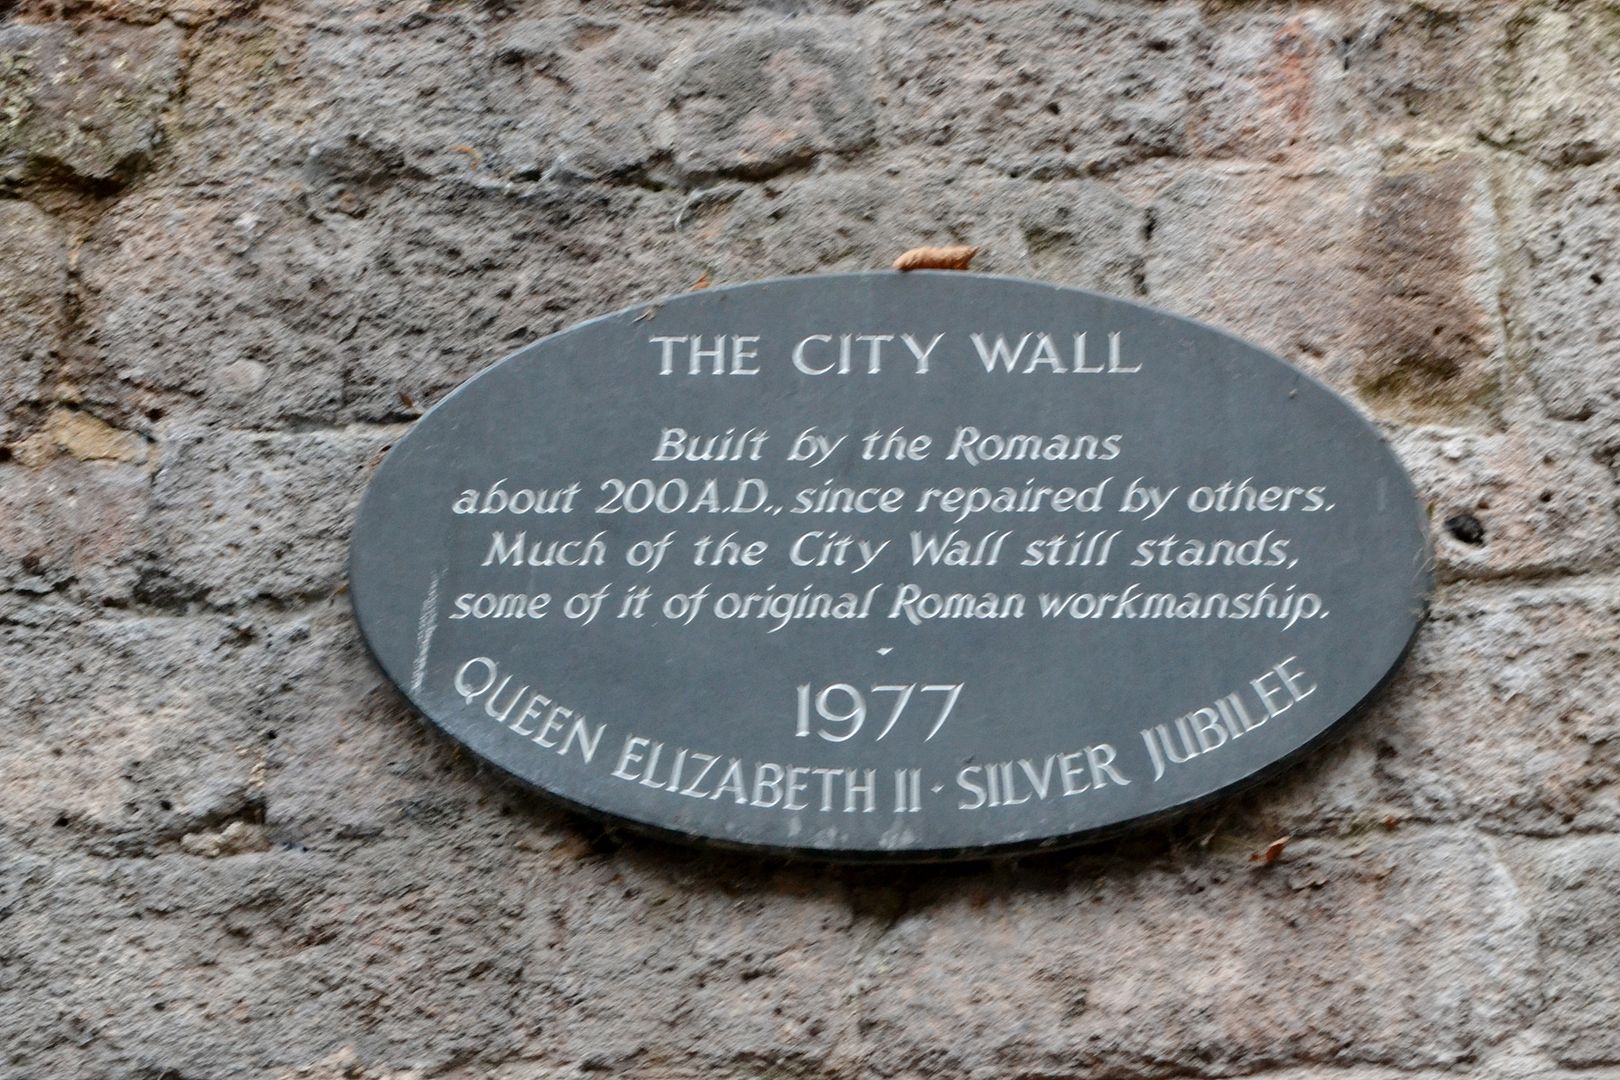 THE CITY WALL
Built by the Romans
about 200 A.D., since repaired by others.
Much of the City Wall still stands,
some of it of original Roman workmanship.
1977
QUEEN ELIZABETH II · SILVER JUBILEE